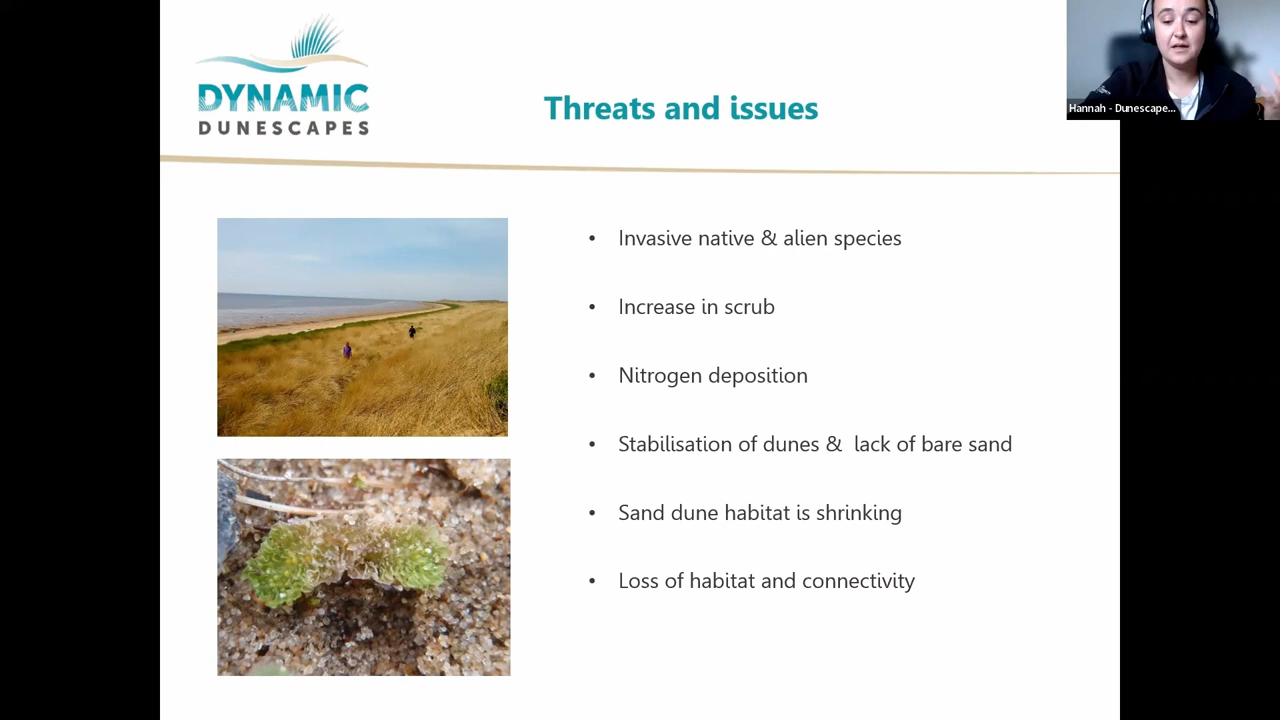 DYNAMIC
DUNESCAPES
Threats and issues
Hannah - Dunescape...
• Invasive native & alien species
• Increase in scrub
• Nitrogen deposition
• Stabilisation of dunes & lack of bare sand
• Sand dune habitat is shrinking
• Loss of habitat and connectivity